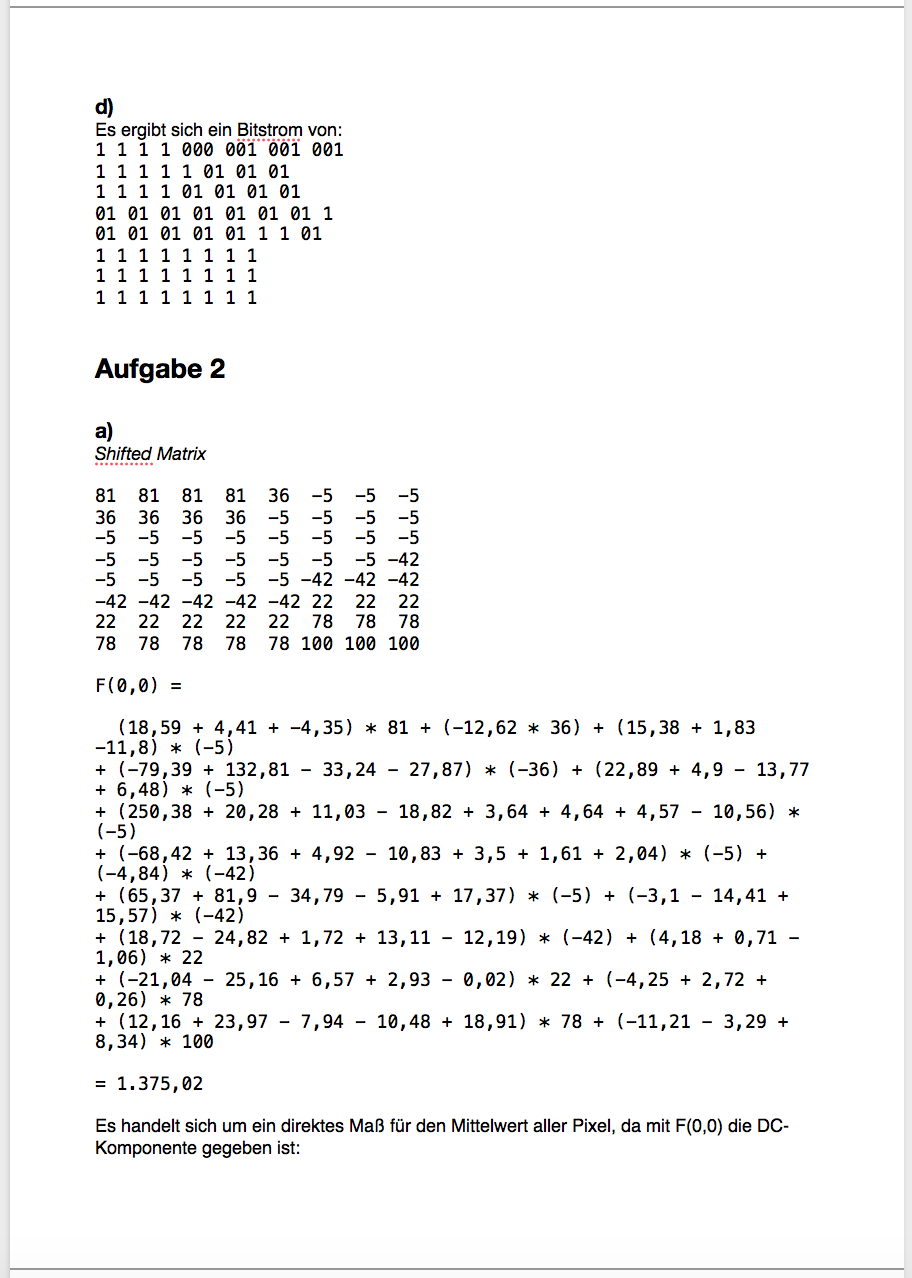 d)
Es ergibt sich ein Bitstrom von:
1 1 1 1 000 001 001 001
1 1 1 1 1 01 01 01
1 1 1 1 01 01 01 01
01 01 01 01 01 01 01 1
01 01 01 01 01 1 1 01
1 1 1 1 1 1 1 1
1 1 1 1 1 1 1 1
1 1 1 1 1 1 1 1
Aufgabe 2
a)
Shifted Matrix
81 81 81 81 36 −5 −5 −5
36 36 36 36 −5 −5 −5 −5
−5 −5 −5 −5 −5 −5 −5 −5
−5 −5 −5 −5 −5 −5 −5 −42
−5 −5 −5 −5 −5 −42 −42 −42
−42 −42 −42 −42 −42 22 22 22
22 22 22 22 22 78 78 78
78 78 78 78 78 100 100 100
F(0,0) =
(18,59 + 4,41 + −4,35) * 81 + (−12,62 * 36) + (15,38 + 1,83
−11,8) * (−5)
+ (−79,39 + 132,81 − 33,24 − 27,87) * (−36) + (22,89 + 4,9 − 13,77
+ 6,48) * (−5)
+ (250,38 + 20,28 + 11,03 − 18,82 + 3,64 + 4,64 + 4,57 − 10,56) *
(−5)
+ (−68,42 + 13,36 + 4,92 − 10,83 + 3,5 + 1,61 + 2,04) * (−5) +
(−4,84) * (−42)
+ (65,37 + 81,9 − 34,79 − 5,91 + 17,37) * (−5) + (−3,1 − 14,41 +
15,57) * (−42)
+ (18,72 − 24,82 + 1,72 + 13,11 − 12,19) * (−42) + (4,18 + 0,71 −
1,06) * 22
+ (−21,04 − 25,16 + 6,57 + 2,93 − 0,02) * 22 + (−4,25 + 2,72 +
0,26) * 78
+ (12,16 + 23,97 − 7,94 − 10,48 + 18,91) * 78 + (−11,21 − 3,29 +
8,34) * 100
= 1.375,02
Es handelt sich um ein direktes Maß für den Mittelwert aller Pixel, da mit F(0,0) die DC-
Komponente gegeben ist: